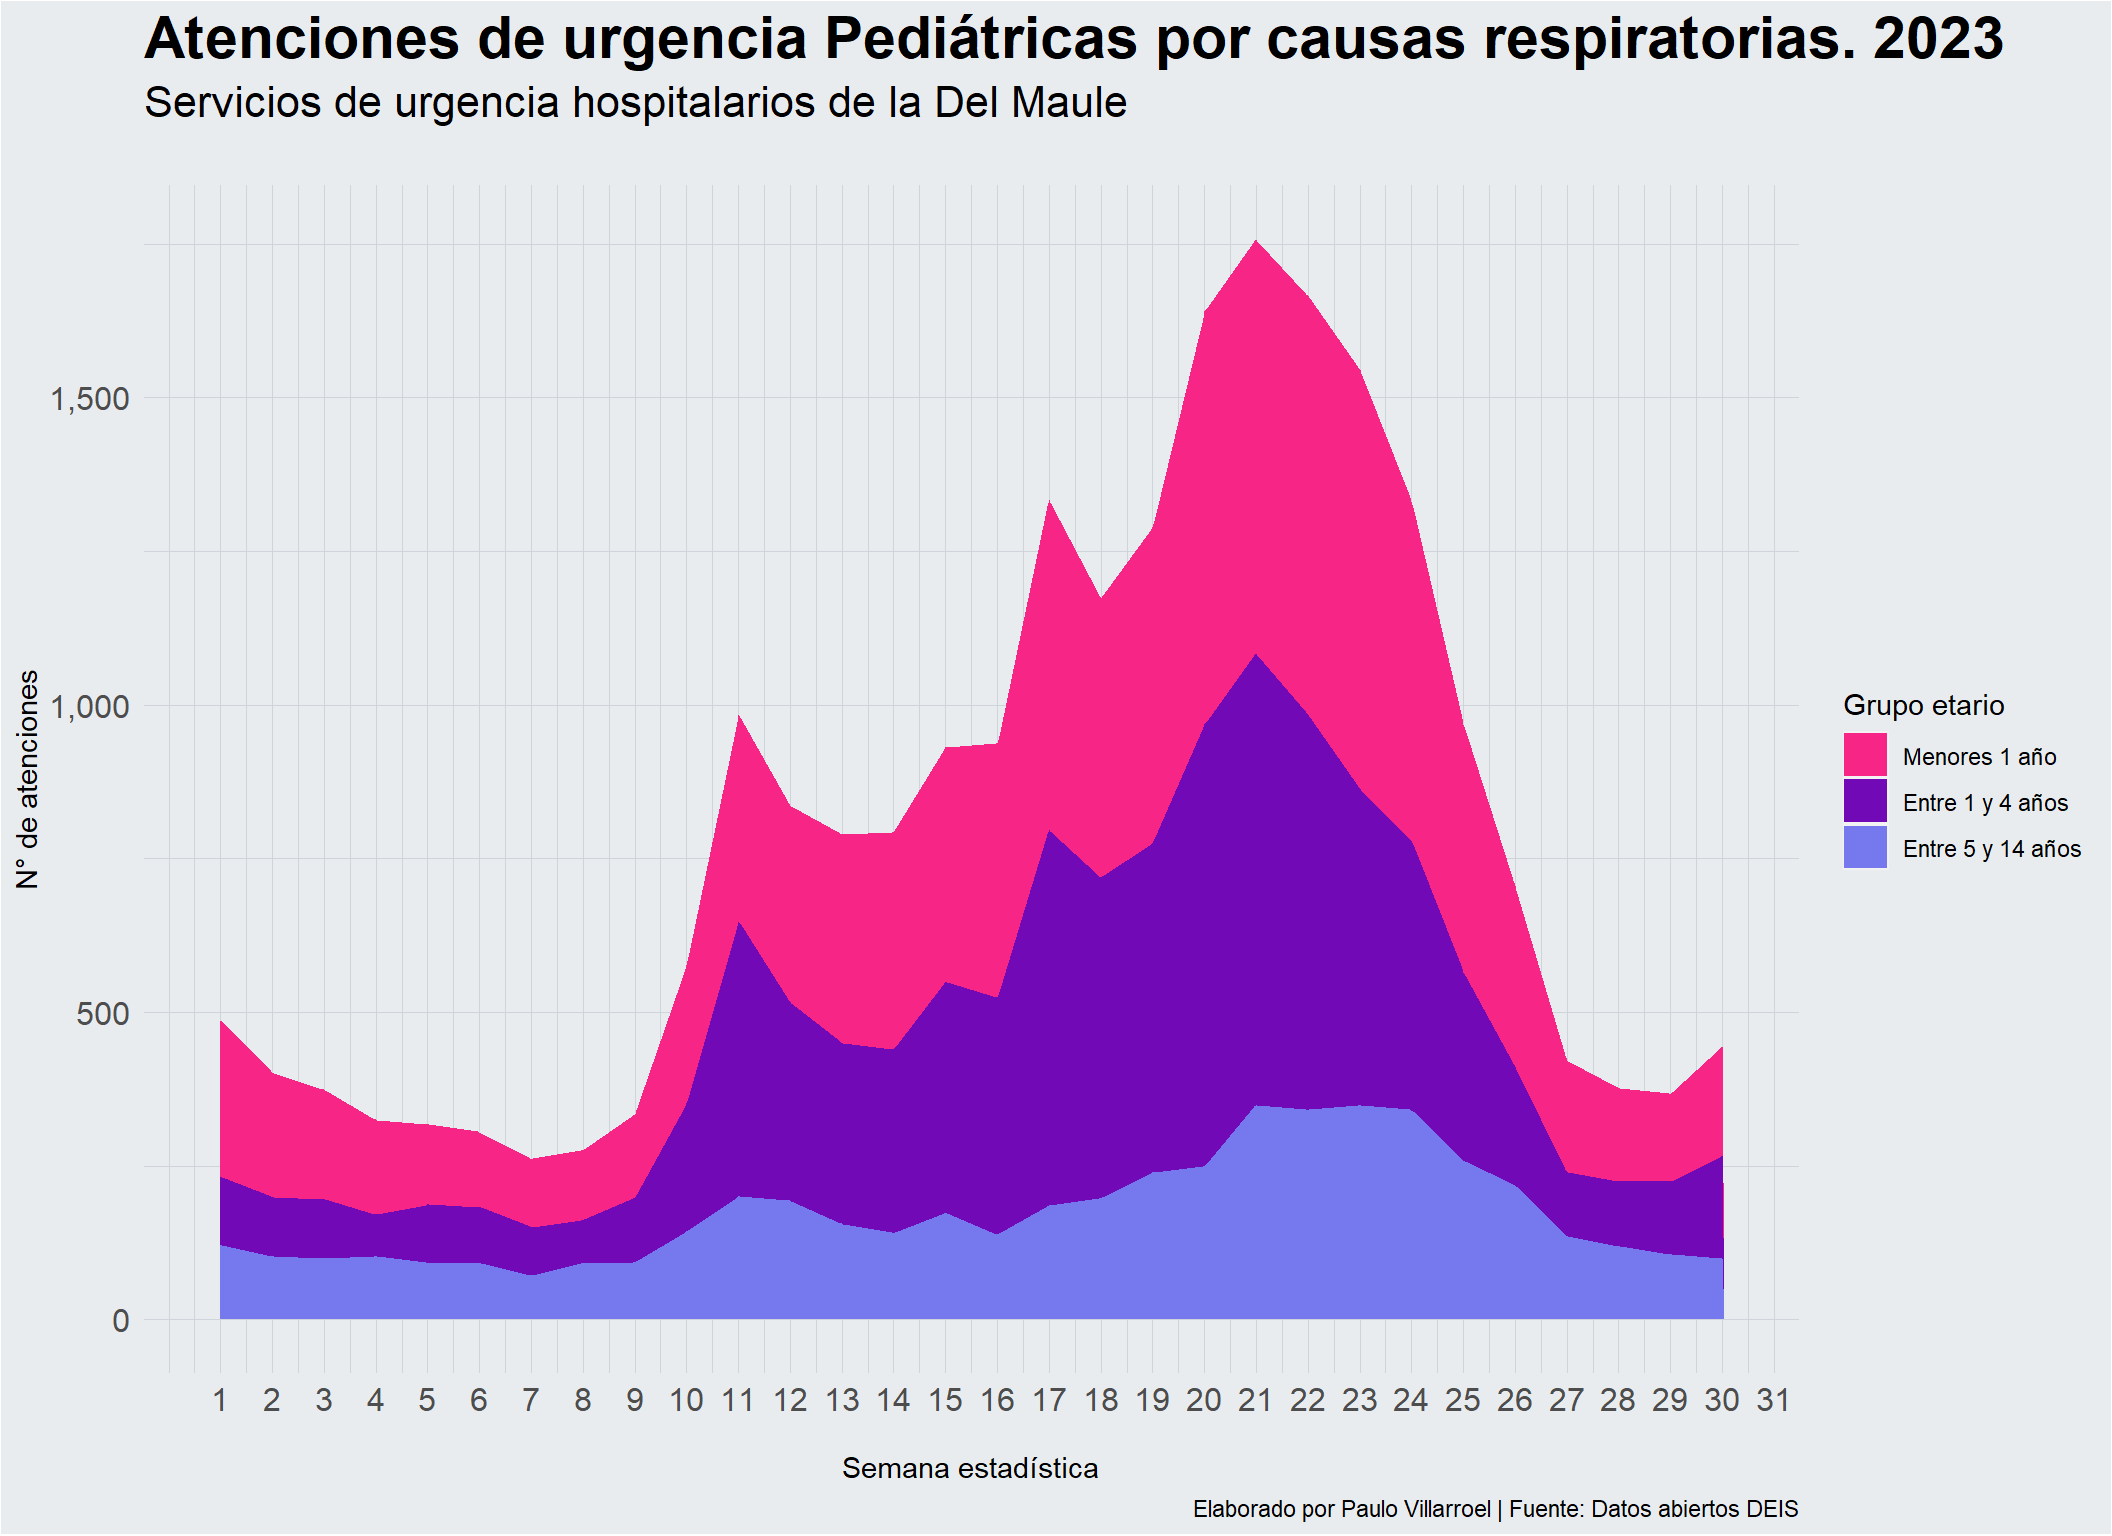 Atenciones de urgencia Pediátricas por causas respiratorias. 2023
Servicios de urgencia hospitalarios de la Del Maule
1,500
1,000
500
0
N° de atenciones
1 2 3 4 5 6 7 8 9 10 11 12 13 14 15 16 17 18 19 20 21 22 23 24 25 26 27 28 29 30 31
Semana estadística
Grupo etario
Menores 1 año
Entre 1 y 4 años
Entre 5 y 14 años
Elaborado por Paulo Villarroel | Fuente: Datos abiertos DEIS